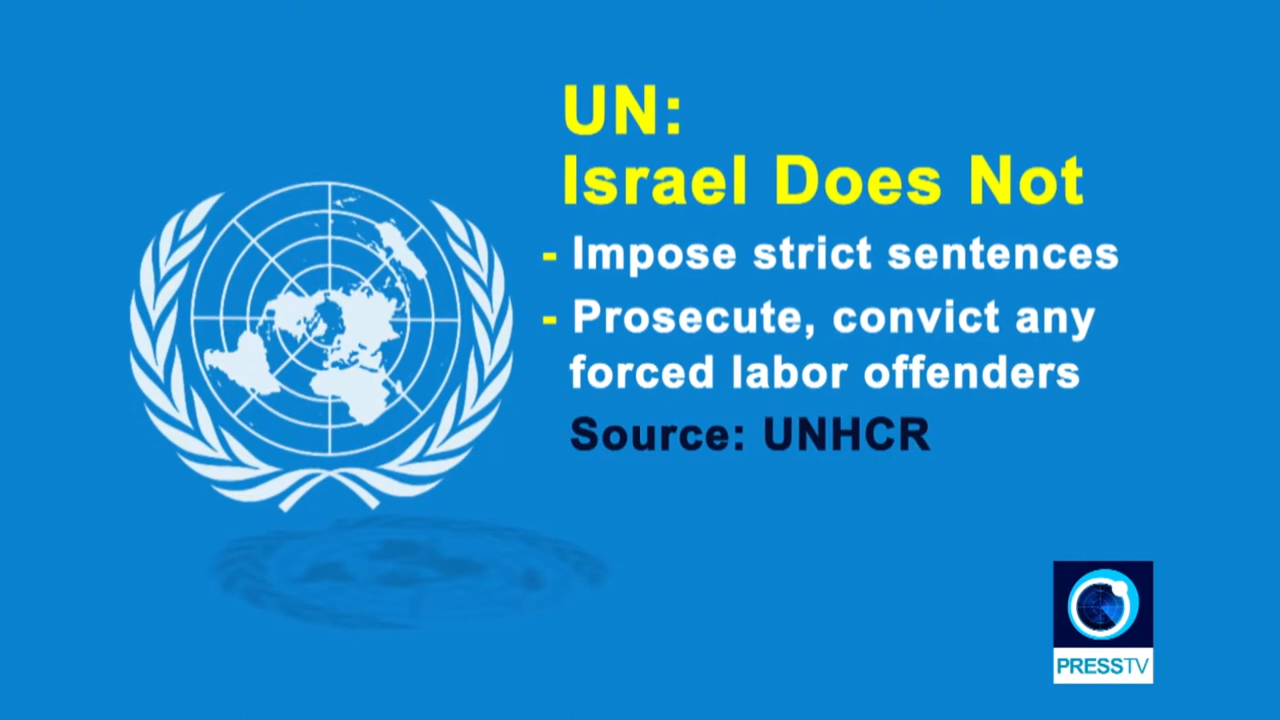 UN:
Israel Does Not
- Impose strict sentences
- Prosecute, convict any
forced labor offenders
Source: UNHCR
PRESSTV